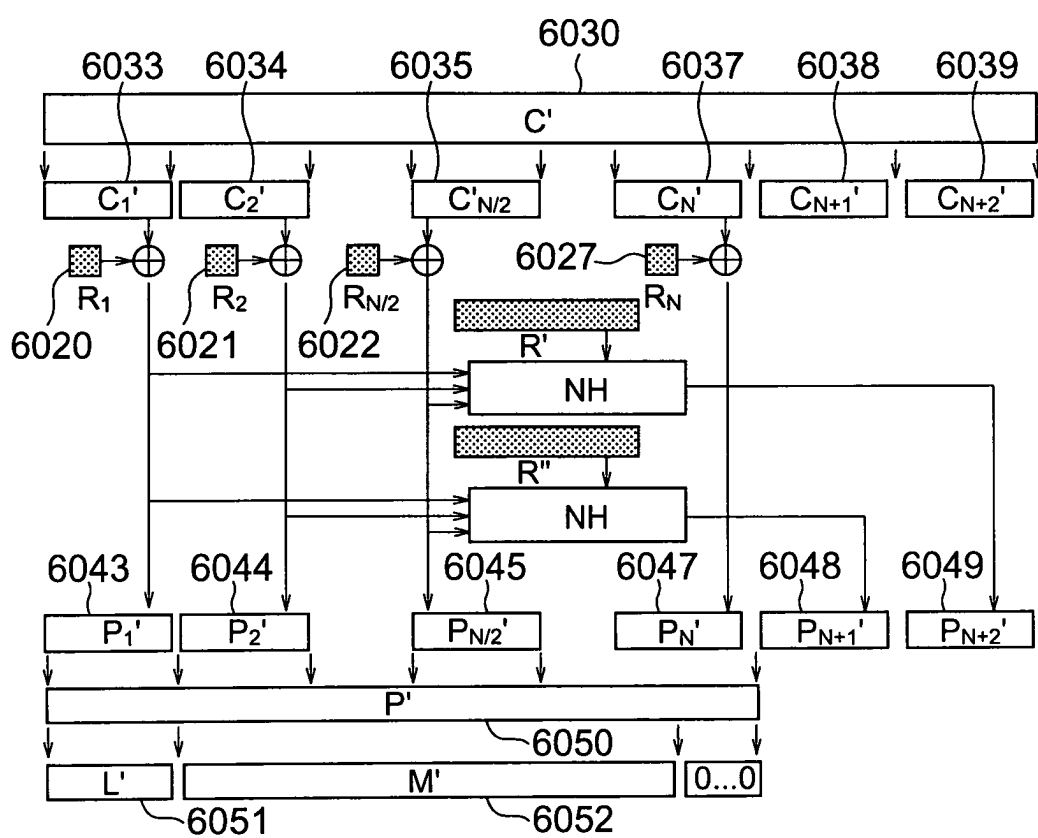 6030
6033 6034 6035 6037 6038 6039
C'
C₁' C₂' C'N/2 CN' CN+1' CN+2'
R₁ R₂ RN/2 6027 RN
6020 6021 6022
R'
NH
R"
NH
6043 6044 6045 6047 6048 6049
P₁' P₂' PN/2' PN' PN+1' PN+2'
P'
6050
L' M' 0...0
6051 6052